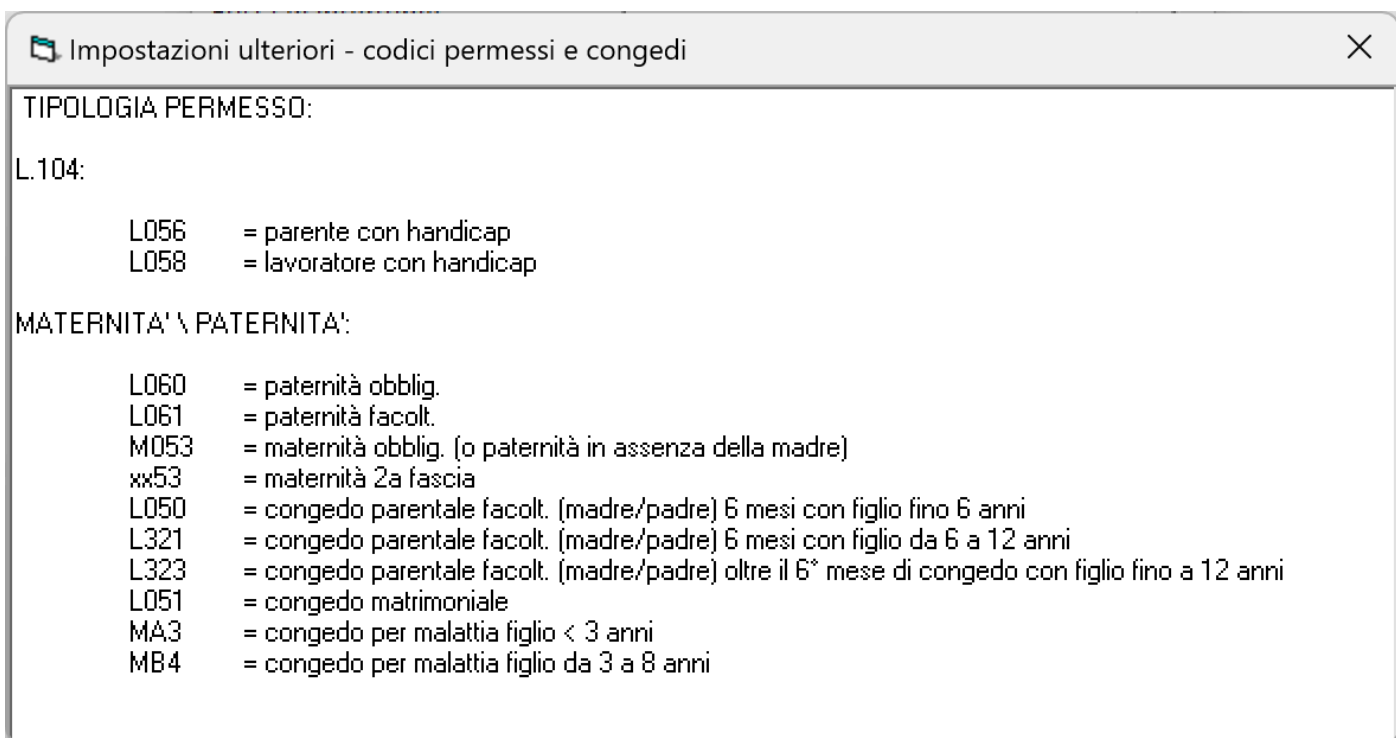 Impostazioni ulteriori - codici permessi e congedi
TIPOLOGIA PERMESSO:
L.104:
L056 = parente con handicap
L058 = lavoratore con handicap
MATERNITA' \ PATERNITA':
L060 = paternità obblig.
L061 = paternità facolt.
M053 = maternità obblig. (o paternità in assenza della madre)
xx53 = maternità 2a fascia
L050 = congedo parentale facolt. (madre/padre) 6 mesi con figlio fino 6 anni
L321 = congedo parentale facolt. (madre/padre) 6 mesi con figlio da 6 a 12 anni
L323 = congedo parentale facolt. (madre/padre) oltre il 6° mese di congedo con figlio fino a 12 anni
L051 = congedo matrimoniale
MA3 = congedo per malattia figlio < 3 anni
MB4 = congedo per malattia figlio da 3 a 8 anni